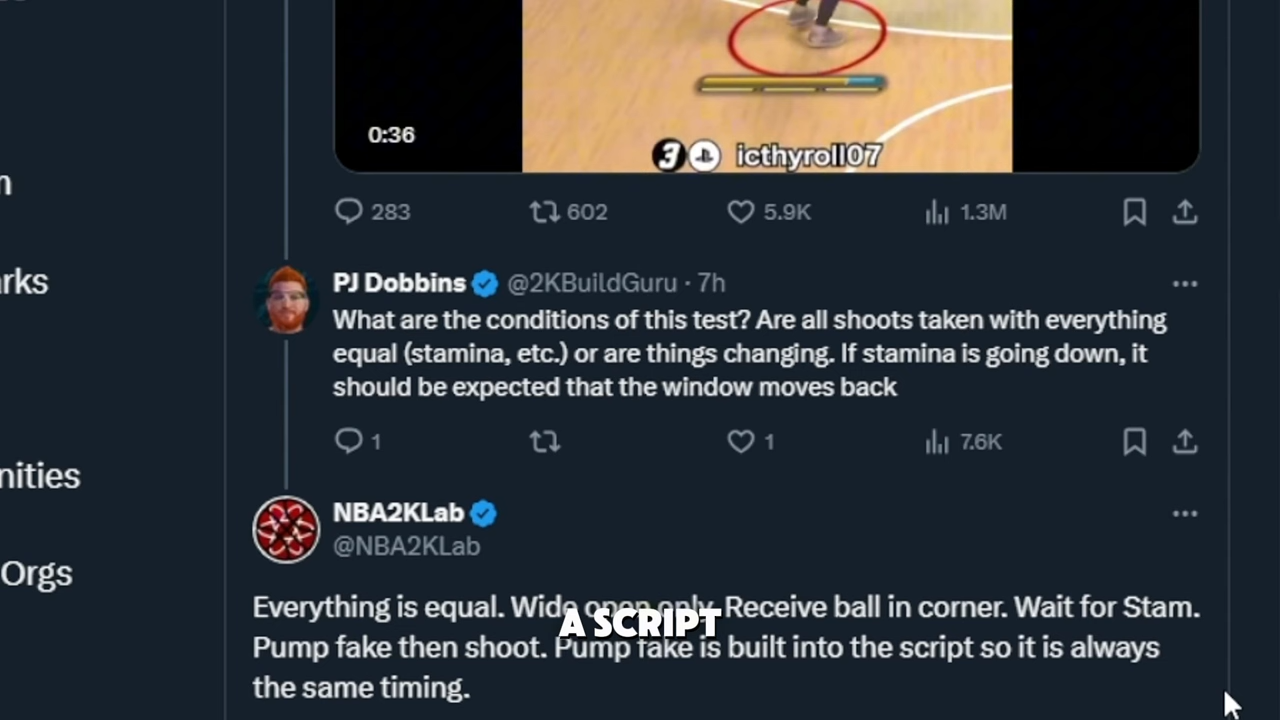 0:36
3 icthyroll07
283 602 5.9K 1.3M
PJ Dobbins @2KBuildGuru · 7h
What are the conditions of this test? Are all shoots taken with everything
equal (stamina, etc.) or are things changing. If stamina is going down, it
should be expected that the window moves back
1 1 7.6K
NBA2KLab
@NBA2KLab
Everything is equal. Wide open only. Receive ball in corner. Wait for Stam.
A SCRIPT
Pump fake then shoot. Pump fake is built into the script so it is always
the same timing.
n
rks
nities
Orgs